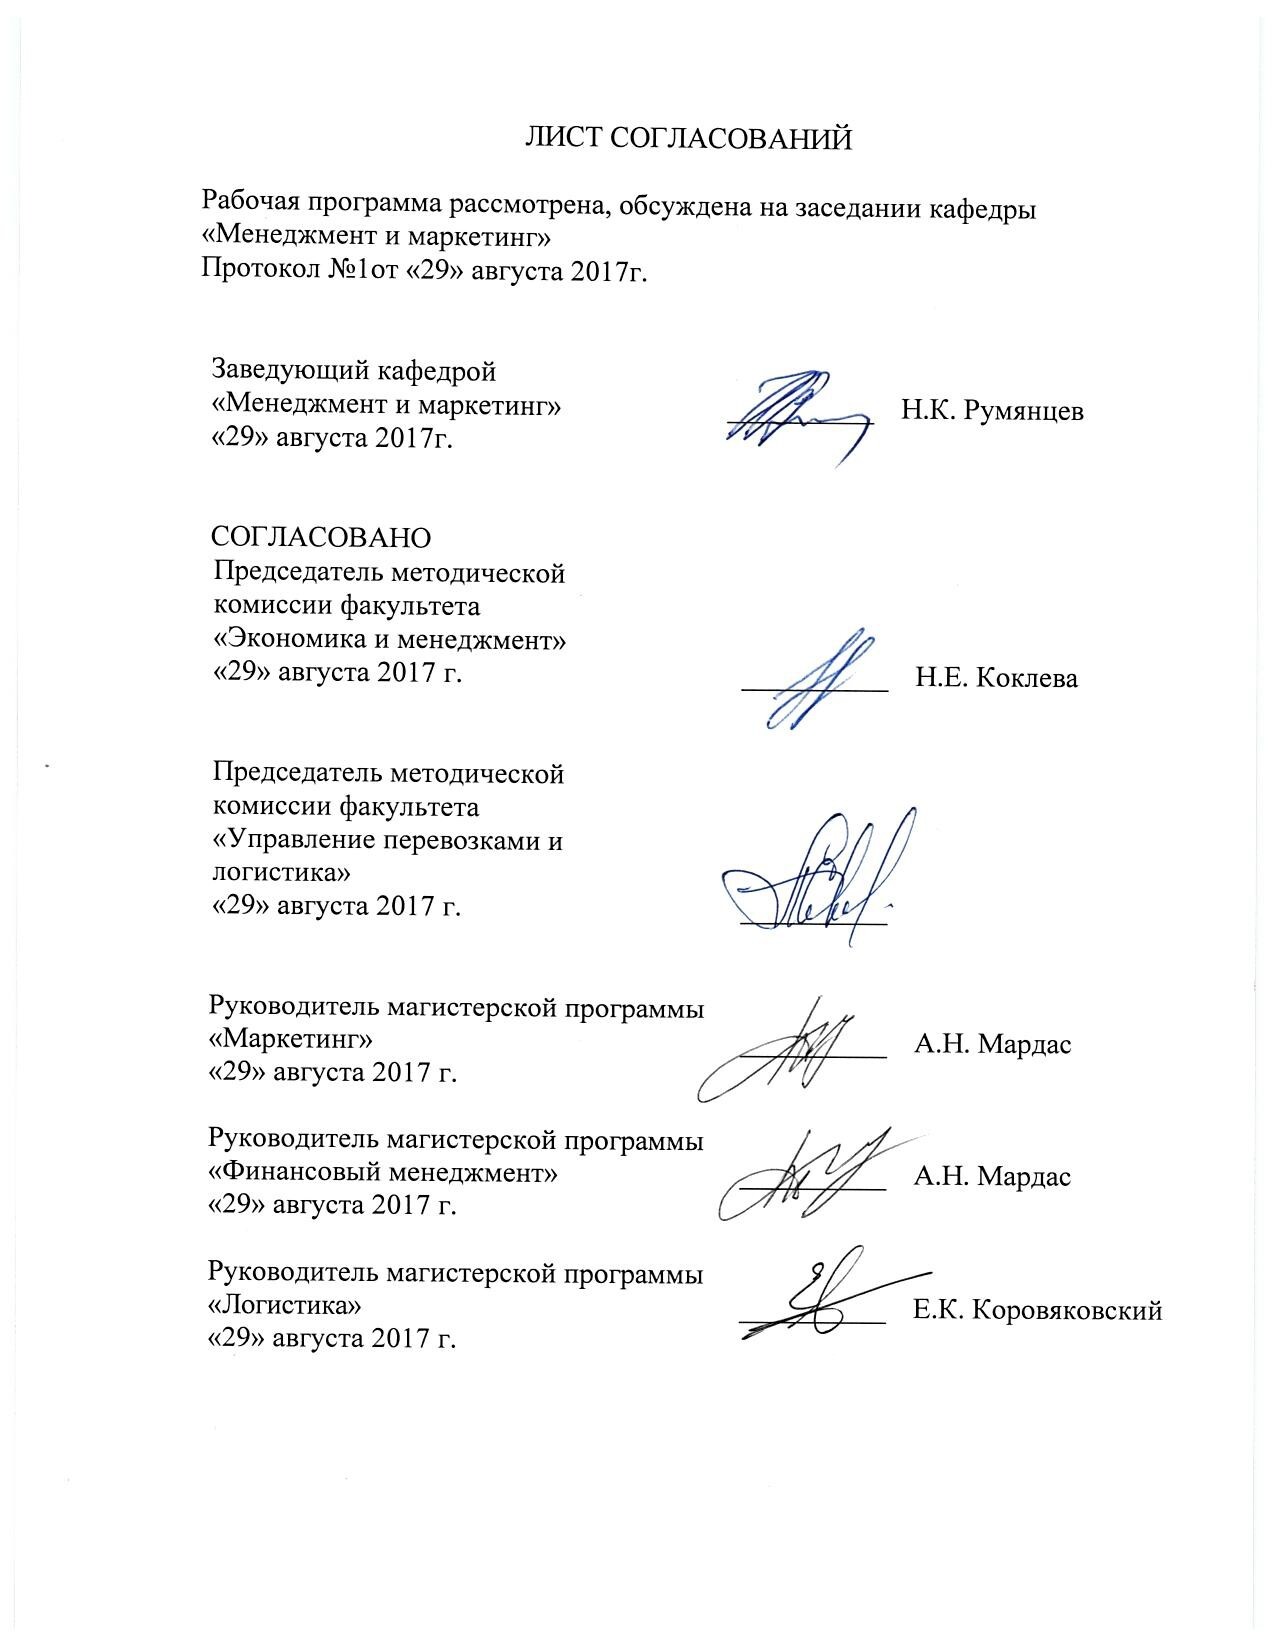 ЛИСТ СОГЛАСОВАНИЙ
Рабочая программа рассмотрена, обсуждена на заседании кафедры
«Менеджмент и маркетинг»
Протокол №1от «29» августа 2017г.
Заведующий кафедрой
«Менеджмент и маркетинг»
«29» августа 2017г.
Н.К. Румянцев
СОГЛАСОВАНО
Председатель методической
комиссии факультета
«Экономика и менеджмент»
«29» августа 2017 г.
Н.Е. Коклева
Председатель методической
комиссии факультета
«Управление перевозками и
логистика»
«29» августа 2017 г.
Руководитель магистерской программы
«Маркетинг»
«29» августа 2017 г.
А.Н. Мардас
Руководитель магистерской программы
«Финансовый менеджмент»
«29» августа 2017 г.
А.Н. Мардас
Руководитель магистерской программы
«Логистика»
«29» августа 2017 г.
Е.К. Коровяковский